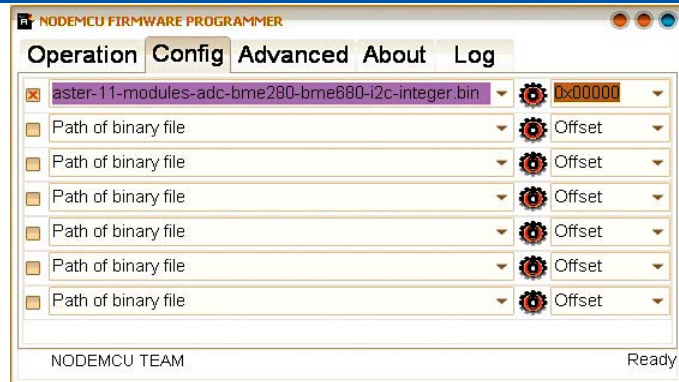 NODEMCU FIRMWARE PROGRAMMER
Operation Config Advanced About Log
aster-11-modules-adc-bme280-bme680-i2c-integer.bin 0x00000
Path of binary file Offset
Path of binary file Offset
Path of binary file Offset
Path of binary file Offset
Path of binary file Offset
Path of binary file Offset
NODEMCU TEAM Ready